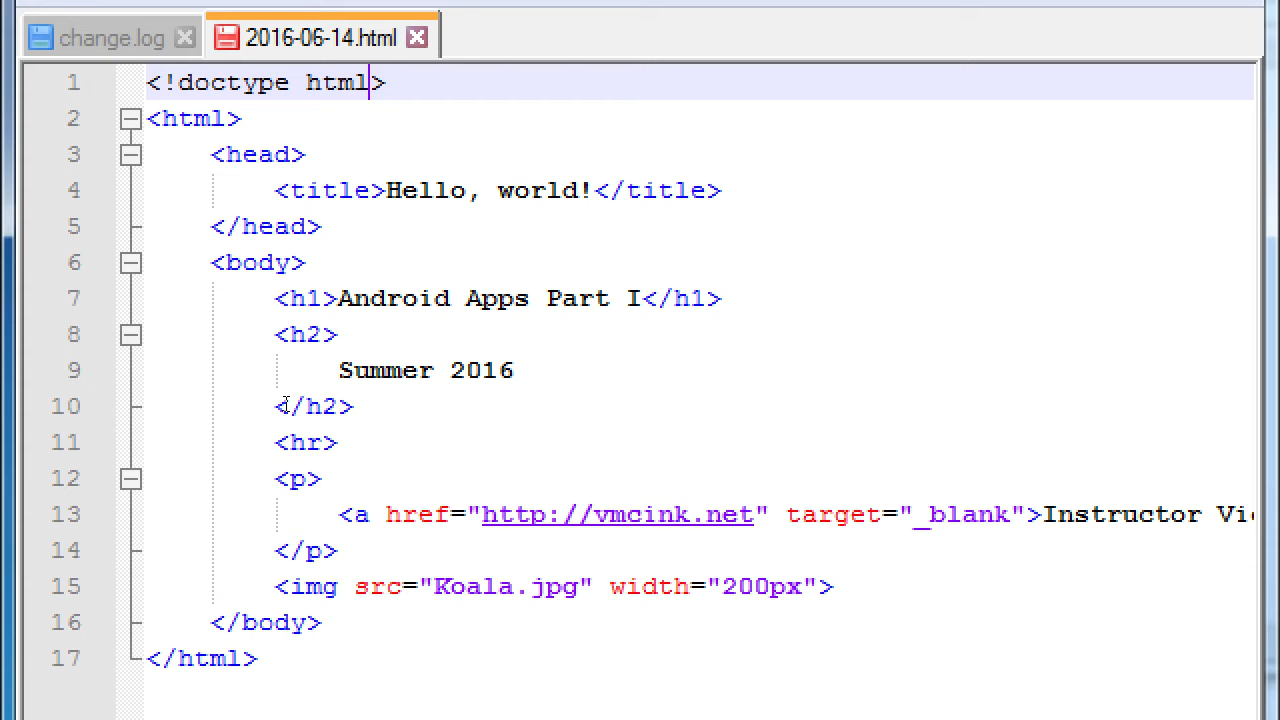 change.log 2016-06-14.html
1 <!doctype html>
2 <html>
3 <head>
4 <title>Hello, world!</title>
5 </head>
6 <body>
7 <h1>Android Apps Part I</h1>
8 <h2>
9 Summer 2016
10 </h2>
11 <hr>
12 <p>
13 <a href="http://vmcink.net" target="_blank">Instructor
14 </p>
15 <img src="Koala.jpg" width="200px">
16 </body>
17 </html>